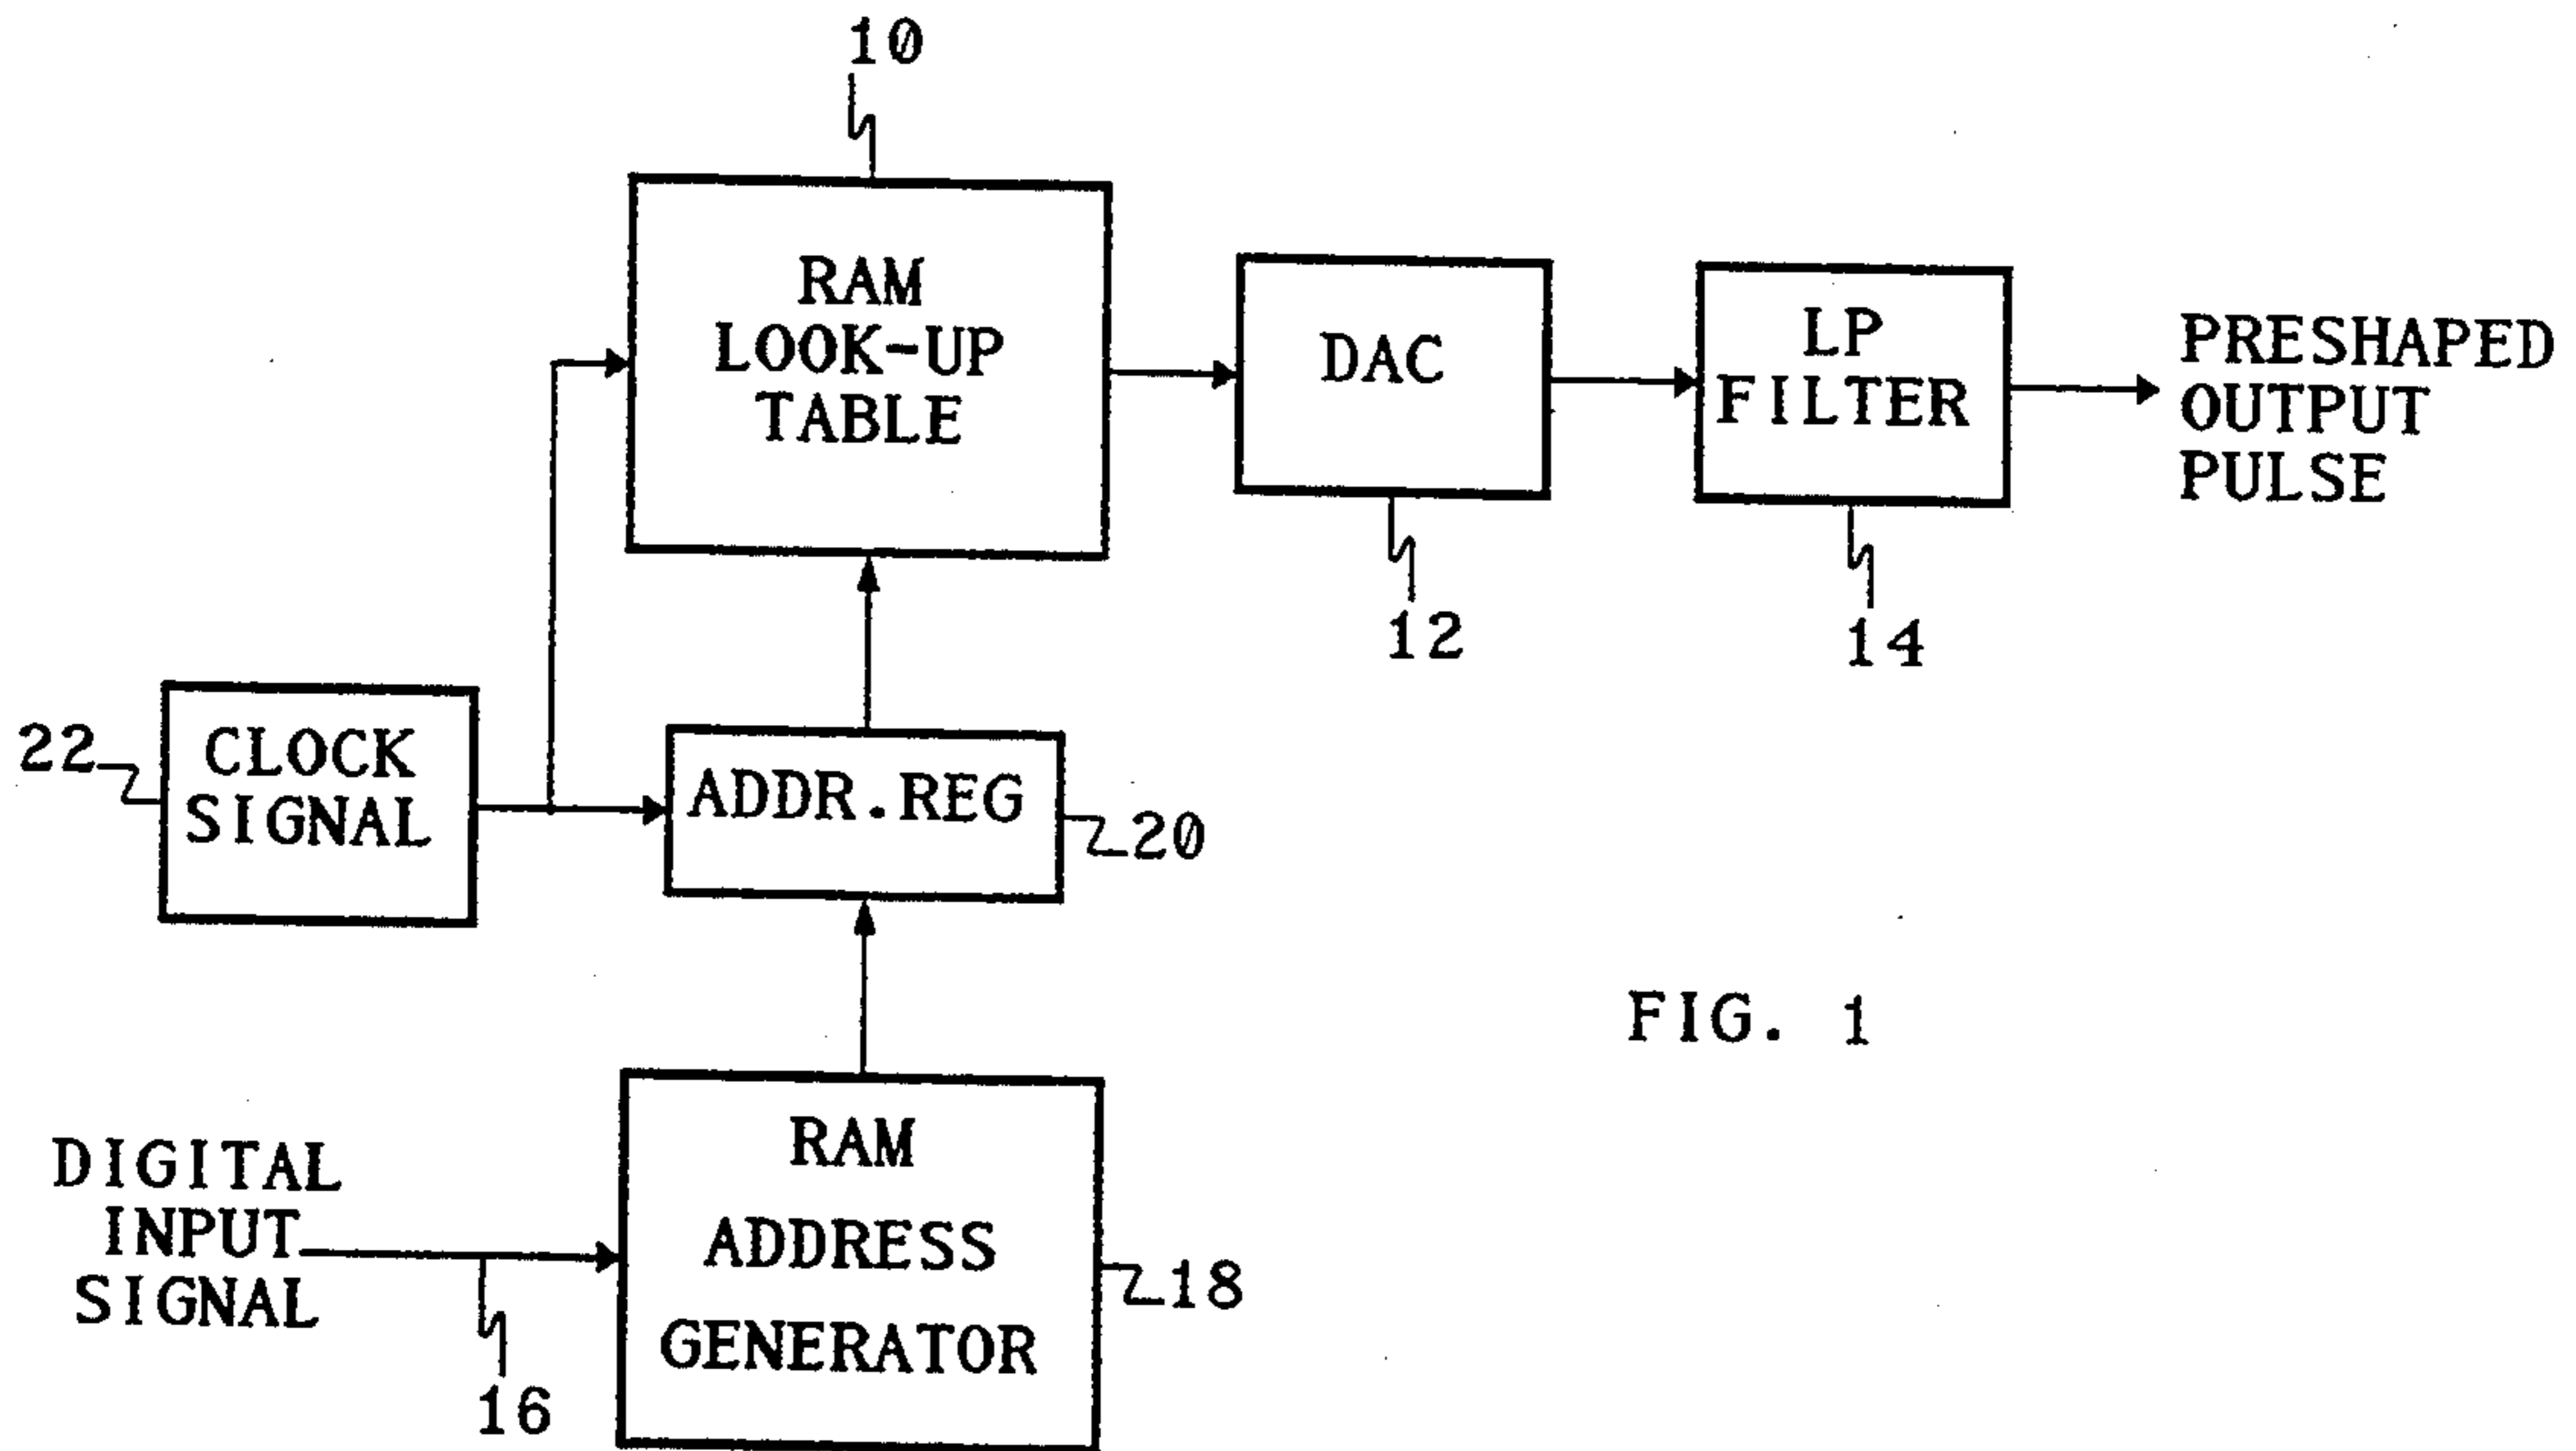 10
RAM
LOOK-UP
TABLE
DAC
LP
FILTER
PRESHAPED
OUTPUT
PULSE
12
14
22
CLOCK
SIGNAL
ADDR.REG
20
FIG. 1
DIGITAL
INPUT
SIGNAL
16
RAM
ADDRESS
GENERATOR
18